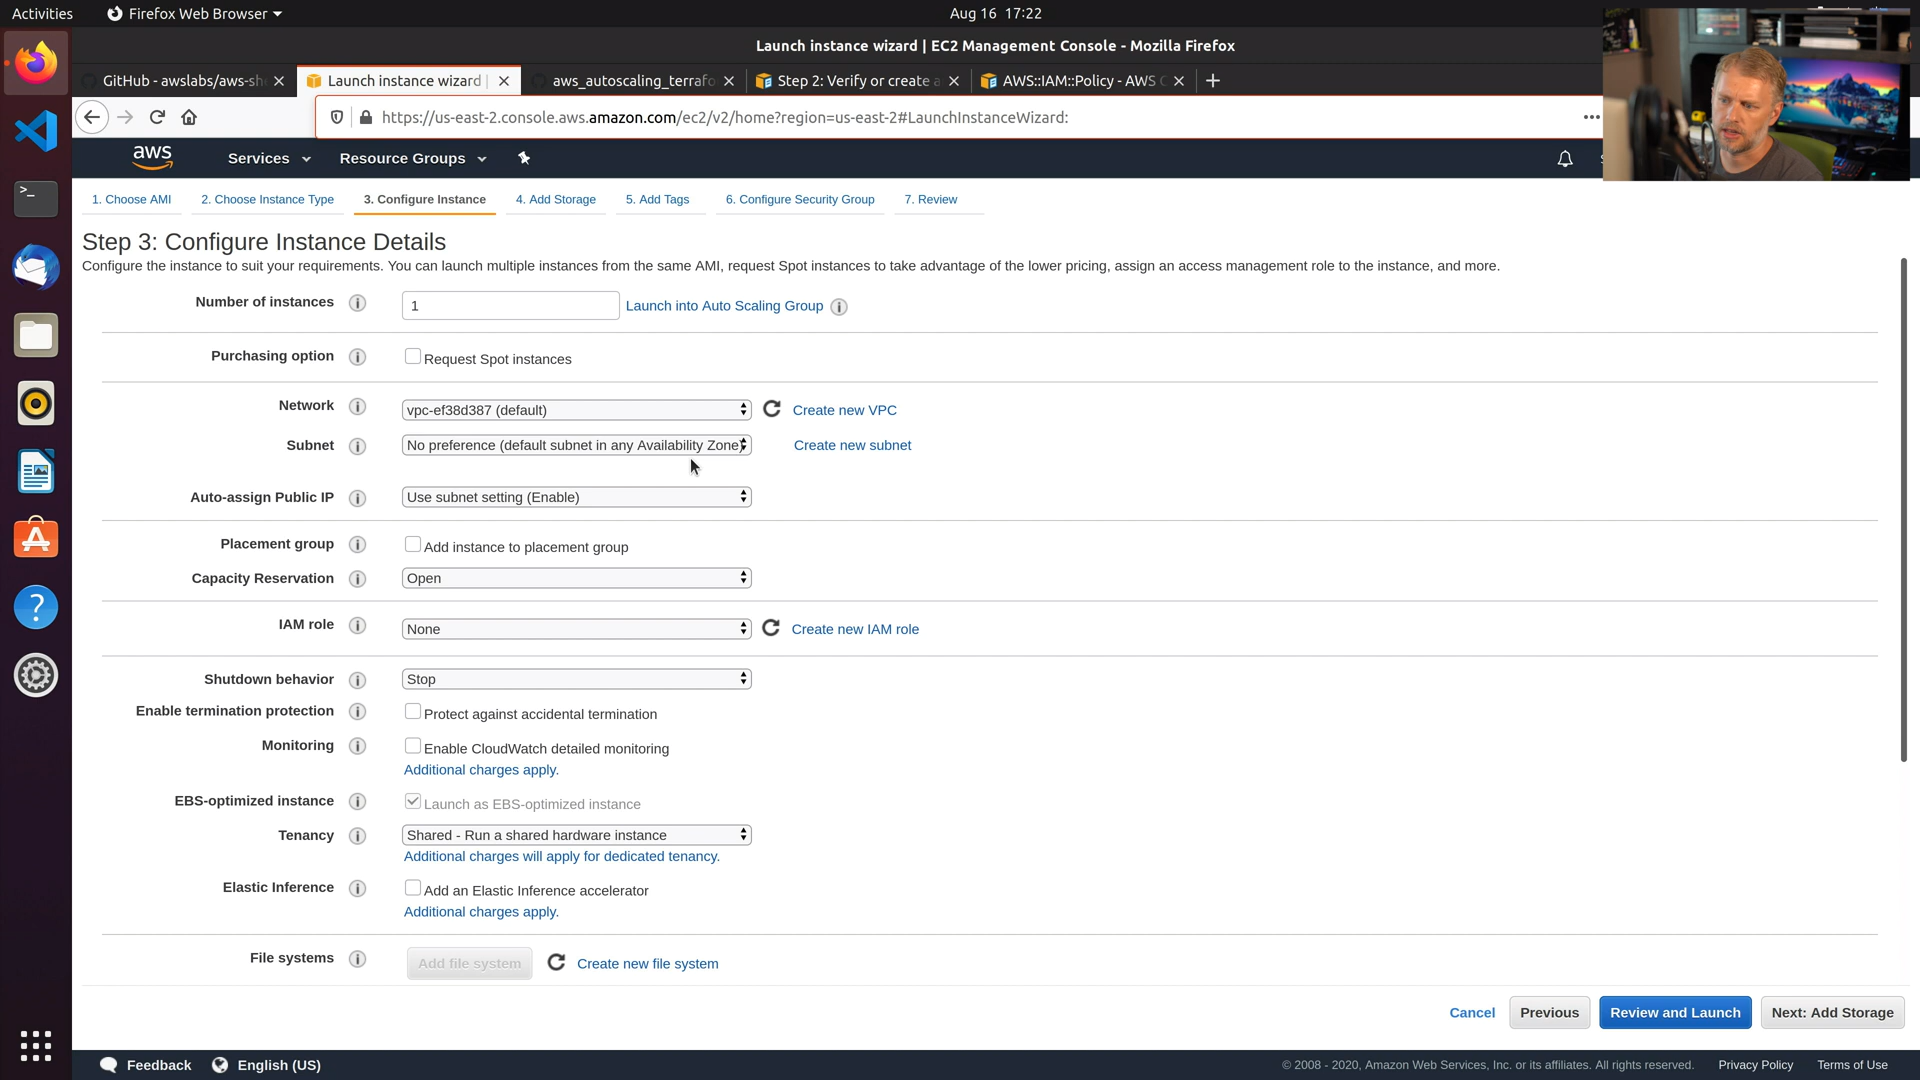 Activities
Firefox Web Browser
Aug 16 17:22
Launch instance wizard | EC2 Management Console - Mozilla Firefox
GitHub - awslabs/aws-sh
Launch instance wizard |
aws_autoscaling_terrafo
Step 2: Verify or create a
AWS::IAM::Policy - AWS C
https://us-east-2.console.aws.amazon.com/ec2/v2/home?region=us-east-2#LaunchInstanceWizard:
aws
Services
Resource Groups
1. Choose AMI
2. Choose Instance Type
3. Configure Instance
4. Add Storage
5. Add Tags
6. Configure Security Group
7. Review
Step 3: Configure Instance Details
Configure the instance to suit your requirements. You can launch multiple instances from the same AMI, request Spot instances to take advantage of the lower pricing, assign an access management role to the instance, and more.
Number of instances
1
Launch into Auto Scaling Group
Purchasing option
Request Spot instances
Network
vpc-ef38d387 (default)
Create new VPC
Subnet
No preference (default subnet in any Availability Zone)
Create new subnet
Auto-assign Public IP
Use subnet setting (Enable)
Placement group
Add instance to placement group
Capacity Reservation
Open
IAM role
None
Create new IAM role
Shutdown behavior
Stop
Enable termination protection
Protect against accidental termination
Monitoring
Enable CloudWatch detailed monitoring
Additional charges apply.
EBS-optimized instance
Launch as EBS-optimized instance
Tenancy
Shared - Run a shared hardware instance
Additional charges will apply for dedicated tenancy.
Elastic Inference
Add an Elastic Inference accelerator
Additional charges apply.
File systems
Add file system
Create new file system
Cancel
Previous
Review and Launch
Next: Add Storage
Feedback
English (US)
© 2008 - 2020, Amazon Web Services, Inc. or its affiliates. All rights reserved.
Privacy Policy
Terms of Use